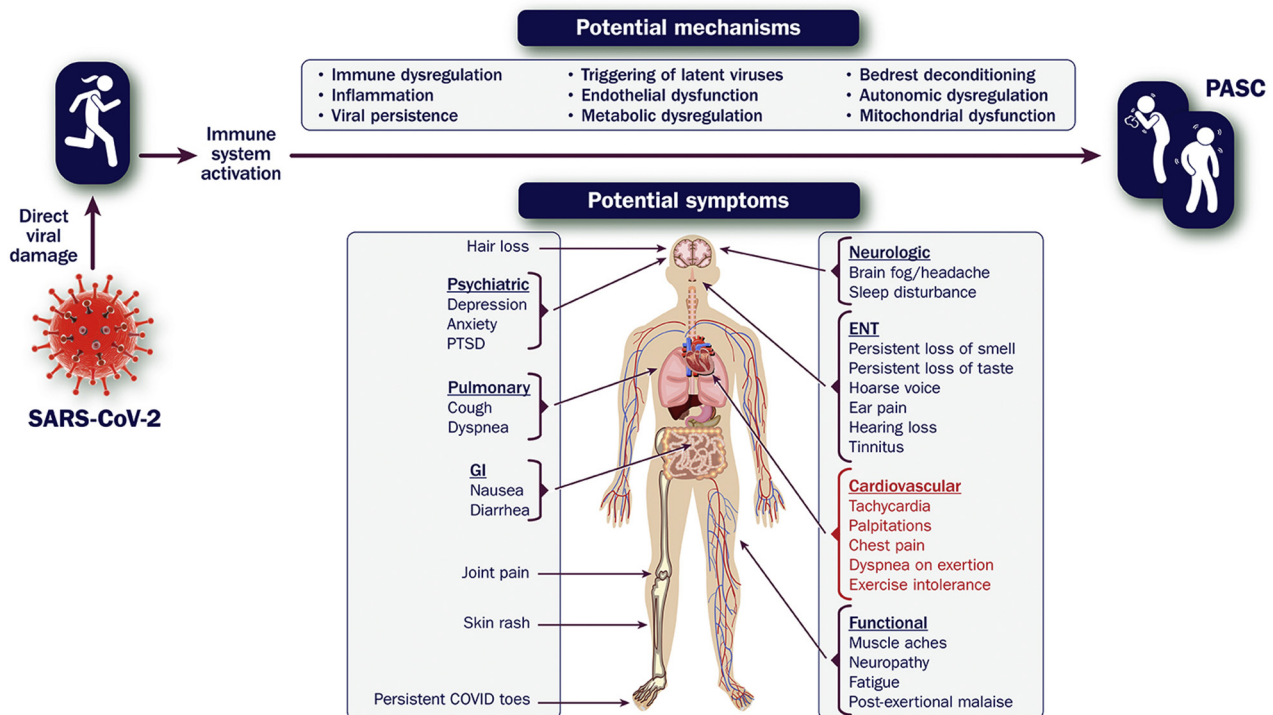 Potential mechanisms
• Immune dysregulation
• Inflammation
• Viral persistence
• Triggering of latent viruses
• Endothelial dysfunction
• Metabolic dysregulation
• Bedrest deconditioning
• Autonomic dysregulation
• Mitochondrial dysfunction
PASC
Immune
system
activation
Direct
viral
damage
SARS-CoV-2
Potential symptoms
Hair loss
Psychiatric
Depression
Anxiety
PTSD
Pulmonary
Cough
Dyspnea
GI
Nausea
Diarrhea
Joint pain
Skin rash
Persistent COVID toes
Neurologic
Brain fog/headache
Sleep disturbance
ENT
Persistent loss of smell
Persistent loss of taste
Hoarse voice
Ear pain
Hearing loss
Tinnitus
Cardiovascular
Tachycardia
Palpitations
Chest pain
Dyspnea on exertion
Exercise intolerance
Functional
Muscle aches
Neuropathy
Fatigue
Post-exertional malaise